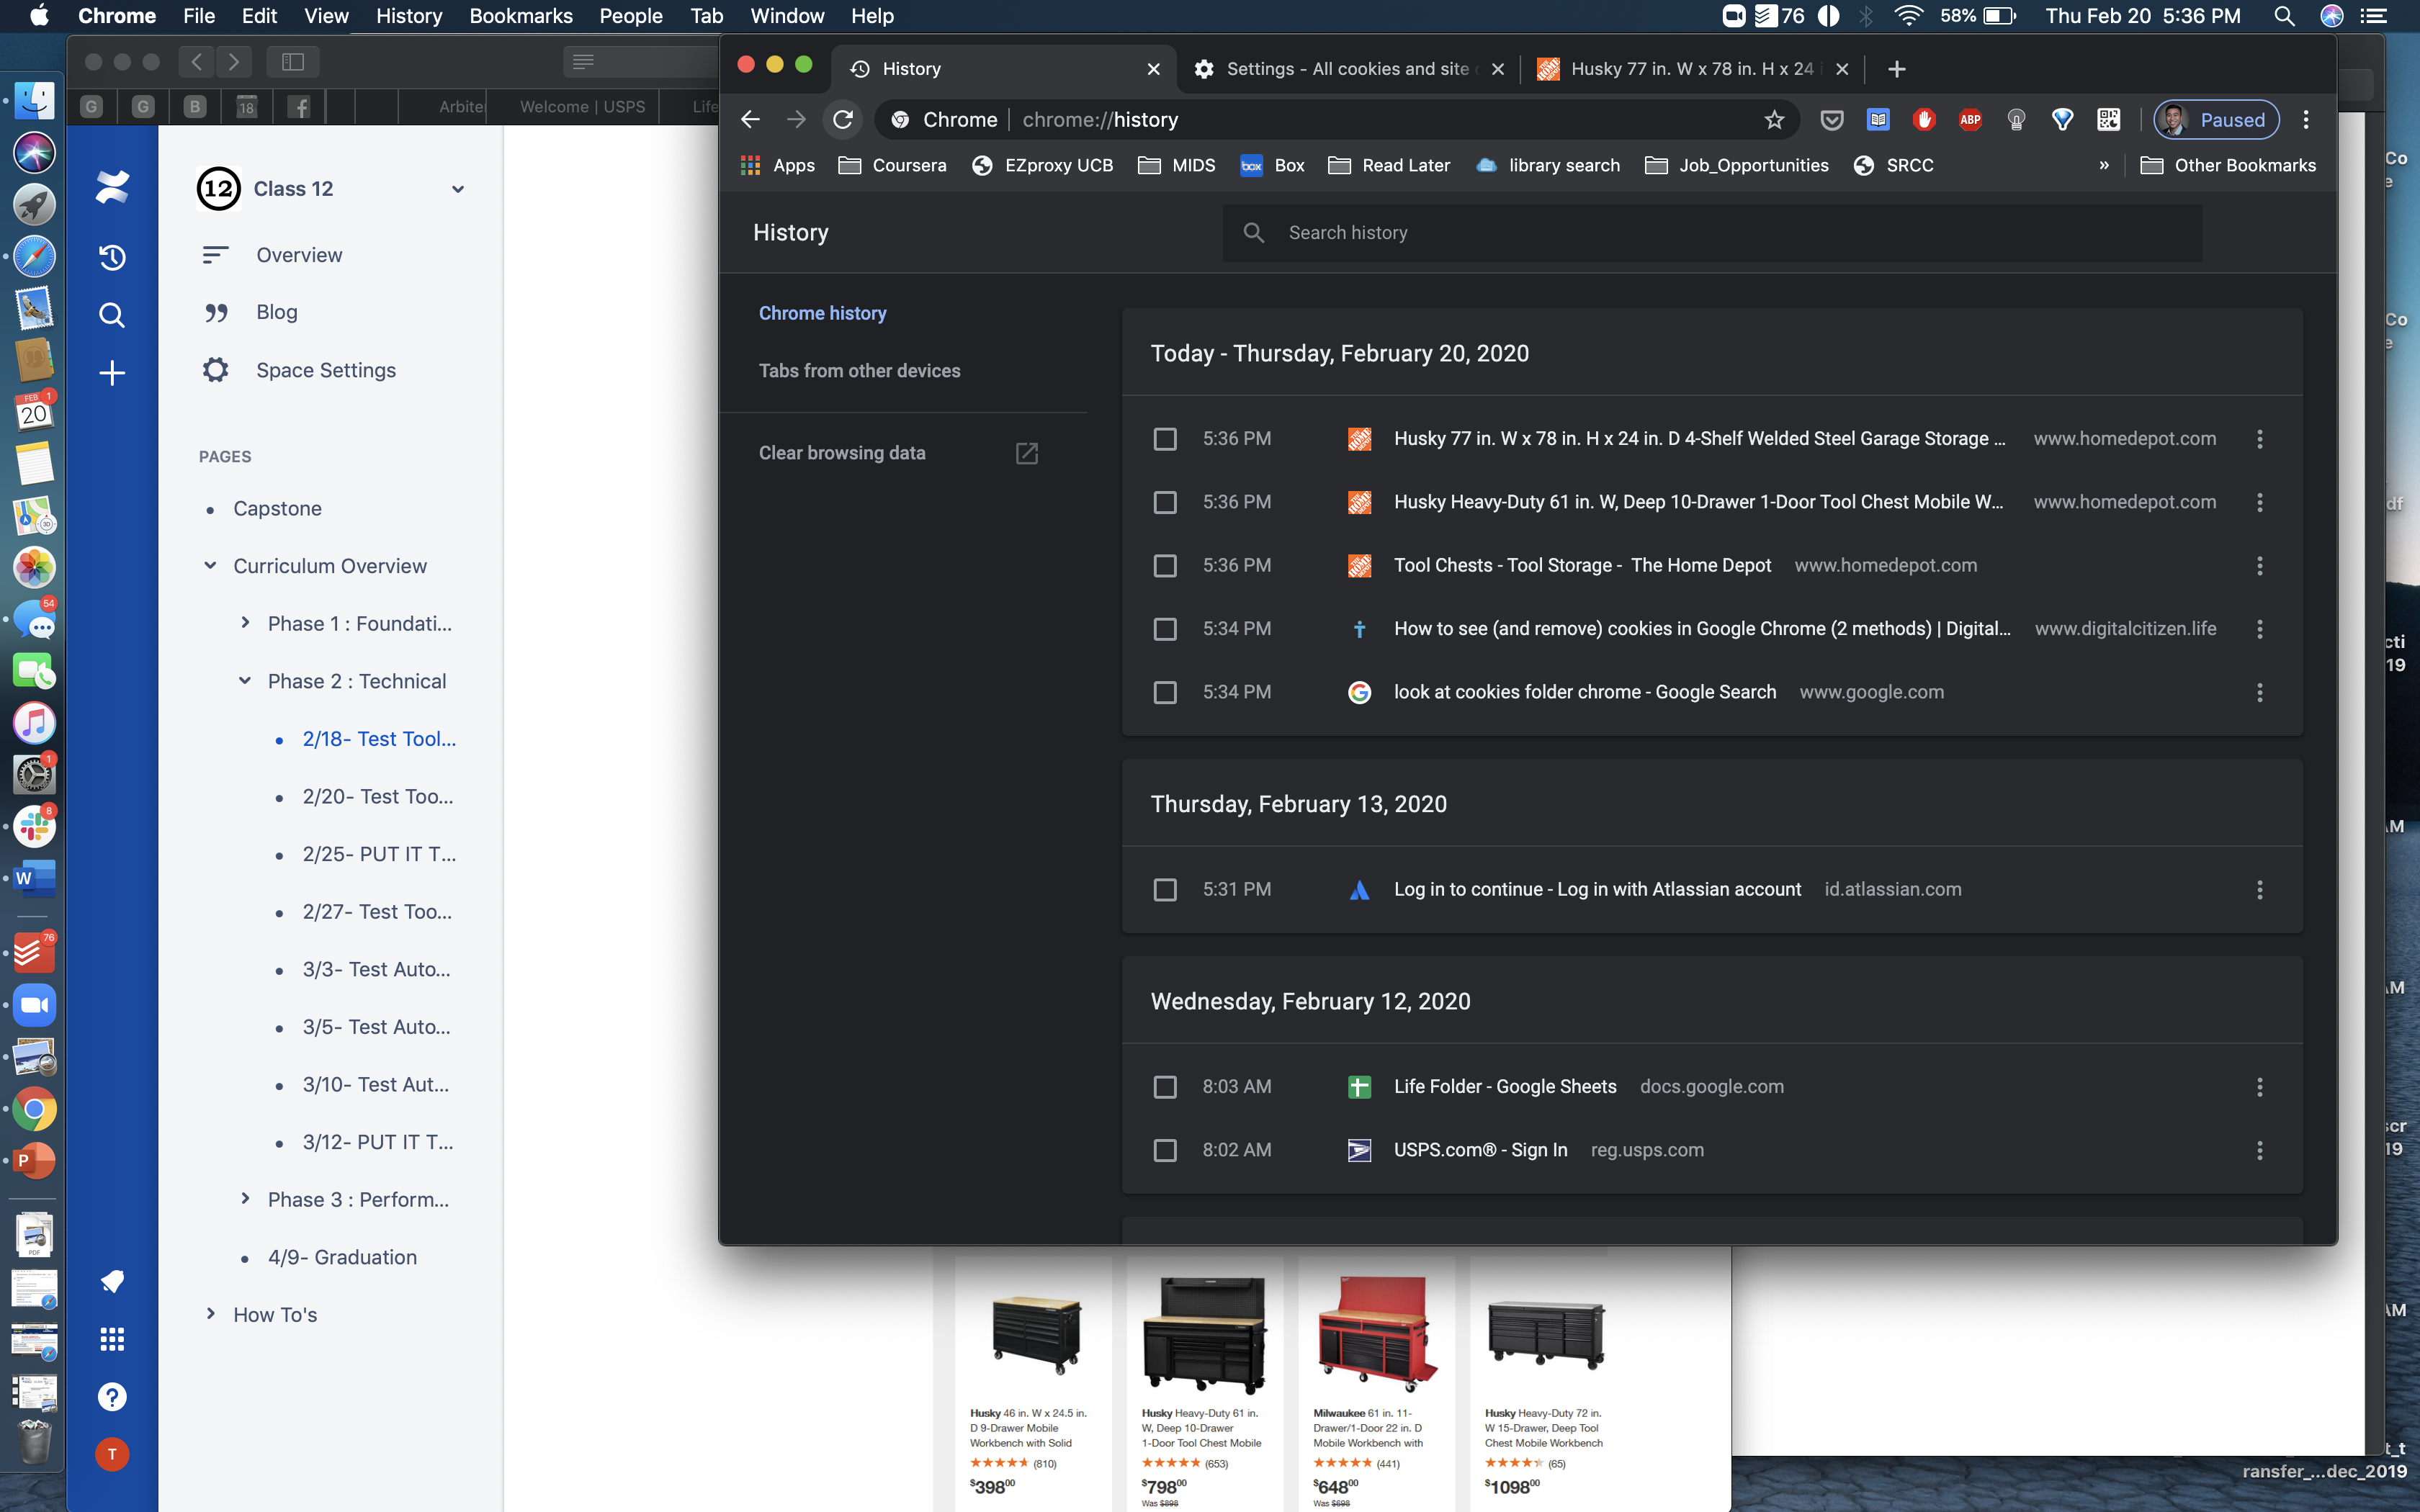 Chrome File Edit View History Bookmarks People Tab Window Help
76 58% Thu Feb 20 5:36 PM
History
Settings - All cookies and site
Husky 77 in. W x 78 in. H x 24 i
G G B 18
Welcome | USPS
Chrome | chrome://history
ABP
Paused
Apps Coursera EZproxy UCB MIDS box Box Read Later library search Job_Opportunities SRCC » Other Bookmarks
12 Class 12
Overview
Blog
Space Settings
PAGES
Capstone
Curriculum Overview
Phase 1 : Foundati...
Phase 2 : Technical
2/18- Test Tool...
2/20- Test Too...
2/25- PUT IT T...
2/27- Test Too...
3/3- Test Auto...
3/5- Test Auto...
3/10- Test Aut...
3/12- PUT IT T...
Phase 3 : Perform...
4/9- Graduation
How To's
T
History
Search history
Chrome history
Tabs from other devices
Clear browsing data
Today - Thursday, February 20, 2020
5:36 PM Husky 77 in. W x 78 in. H x 24 in. D 4-Shelf Welded Steel Garage Storage ... www.homedepot.com
5:36 PM Husky Heavy-Duty 61 in. W, Deep 10-Drawer 1-Door Tool Chest Mobile W... www.homedepot.com
5:36 PM Tool Chests - Tool Storage - The Home Depot www.homedepot.com
5:34 PM How to see (and remove) cookies in Google Chrome (2 methods) | Digital... www.digitalcitizen.life
5:34 PM look at cookies folder chrome - Google Search www.google.com
Thursday, February 13, 2020
5:31 PM Log in to continue - Log in with Atlassian account id.atlassian.com
Wednesday, February 12, 2020
8:03 AM Life Folder - Google Sheets docs.google.com
8:02 AM USPS.com® - Sign In reg.usps.com
FEB 1
20
54
1
8
W
76
P
PDF
Husky 46 in. W x 24.5 in.
D 9-Drawer Mobile
Workbench with Solid
(810)
$39800
Husky Heavy-Duty 61 in.
W, Deep 10-Drawer
1-Door Tool Chest Mobile
(653)
$79800
Was $898
Milwaukee 61 in. 11-
Drawer/1-Door 22 in. D
Mobile Workbench with
(441)
$64800
Was $698
Husky Heavy-Duty 72 in.
W 15-Drawer, Deep Tool
Chest Mobile Workbench
(65)
$109800
ransfer_...dec_2019